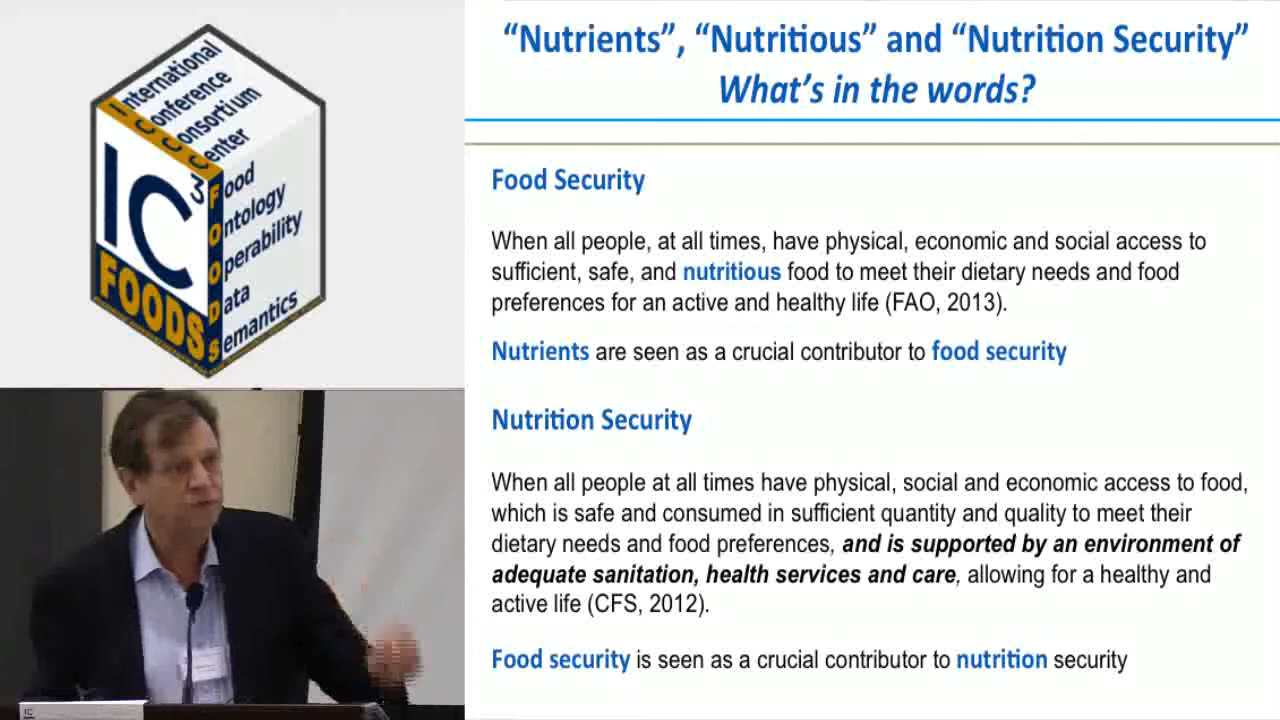 International
Conference
Consortium
Center
IC3
FOODS
Food
Ontology
Operability
Data
Semantics
"Nutrients", "Nutritious" and "Nutrition Security"
What's in the words?
Food Security
When all people, at all times, have physical, economic and social access to
sufficient, safe, and nutritious food to meet their dietary needs and food
preferences for an active and healthy life (FAO, 2013).
Nutrients are seen as a crucial contributor to food security
Nutrition Security
When all people at all times have physical, social and economic access to food,
which is safe and consumed in sufficient quantity and quality to meet their
dietary needs and food preferences, and is supported by an environment of
adequate sanitation, health services and care, allowing for a healthy and
active life (CFS, 2012).
Food security is seen as a crucial contributor to nutrition security
IC